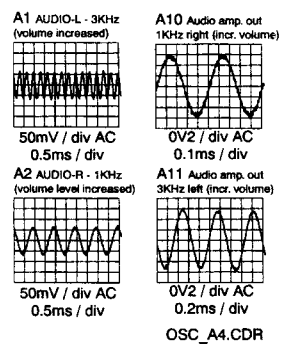 A1 AUDIO-L - 3KHz
(volume increased)
50mV / div AC
0.5ms / div
A10 Audio amp. out
1KHz right (incr. volume)
0V2 / div AC
0.1ms / div
A2 AUDIO-R - 1KHz
(volume level increased)
50mV / div AC
0.5ms / div
A11 Audio amp. out
3KHz left (incr. volume)
0V2 / div AC
0.2ms / div
OSC_A4.CDR